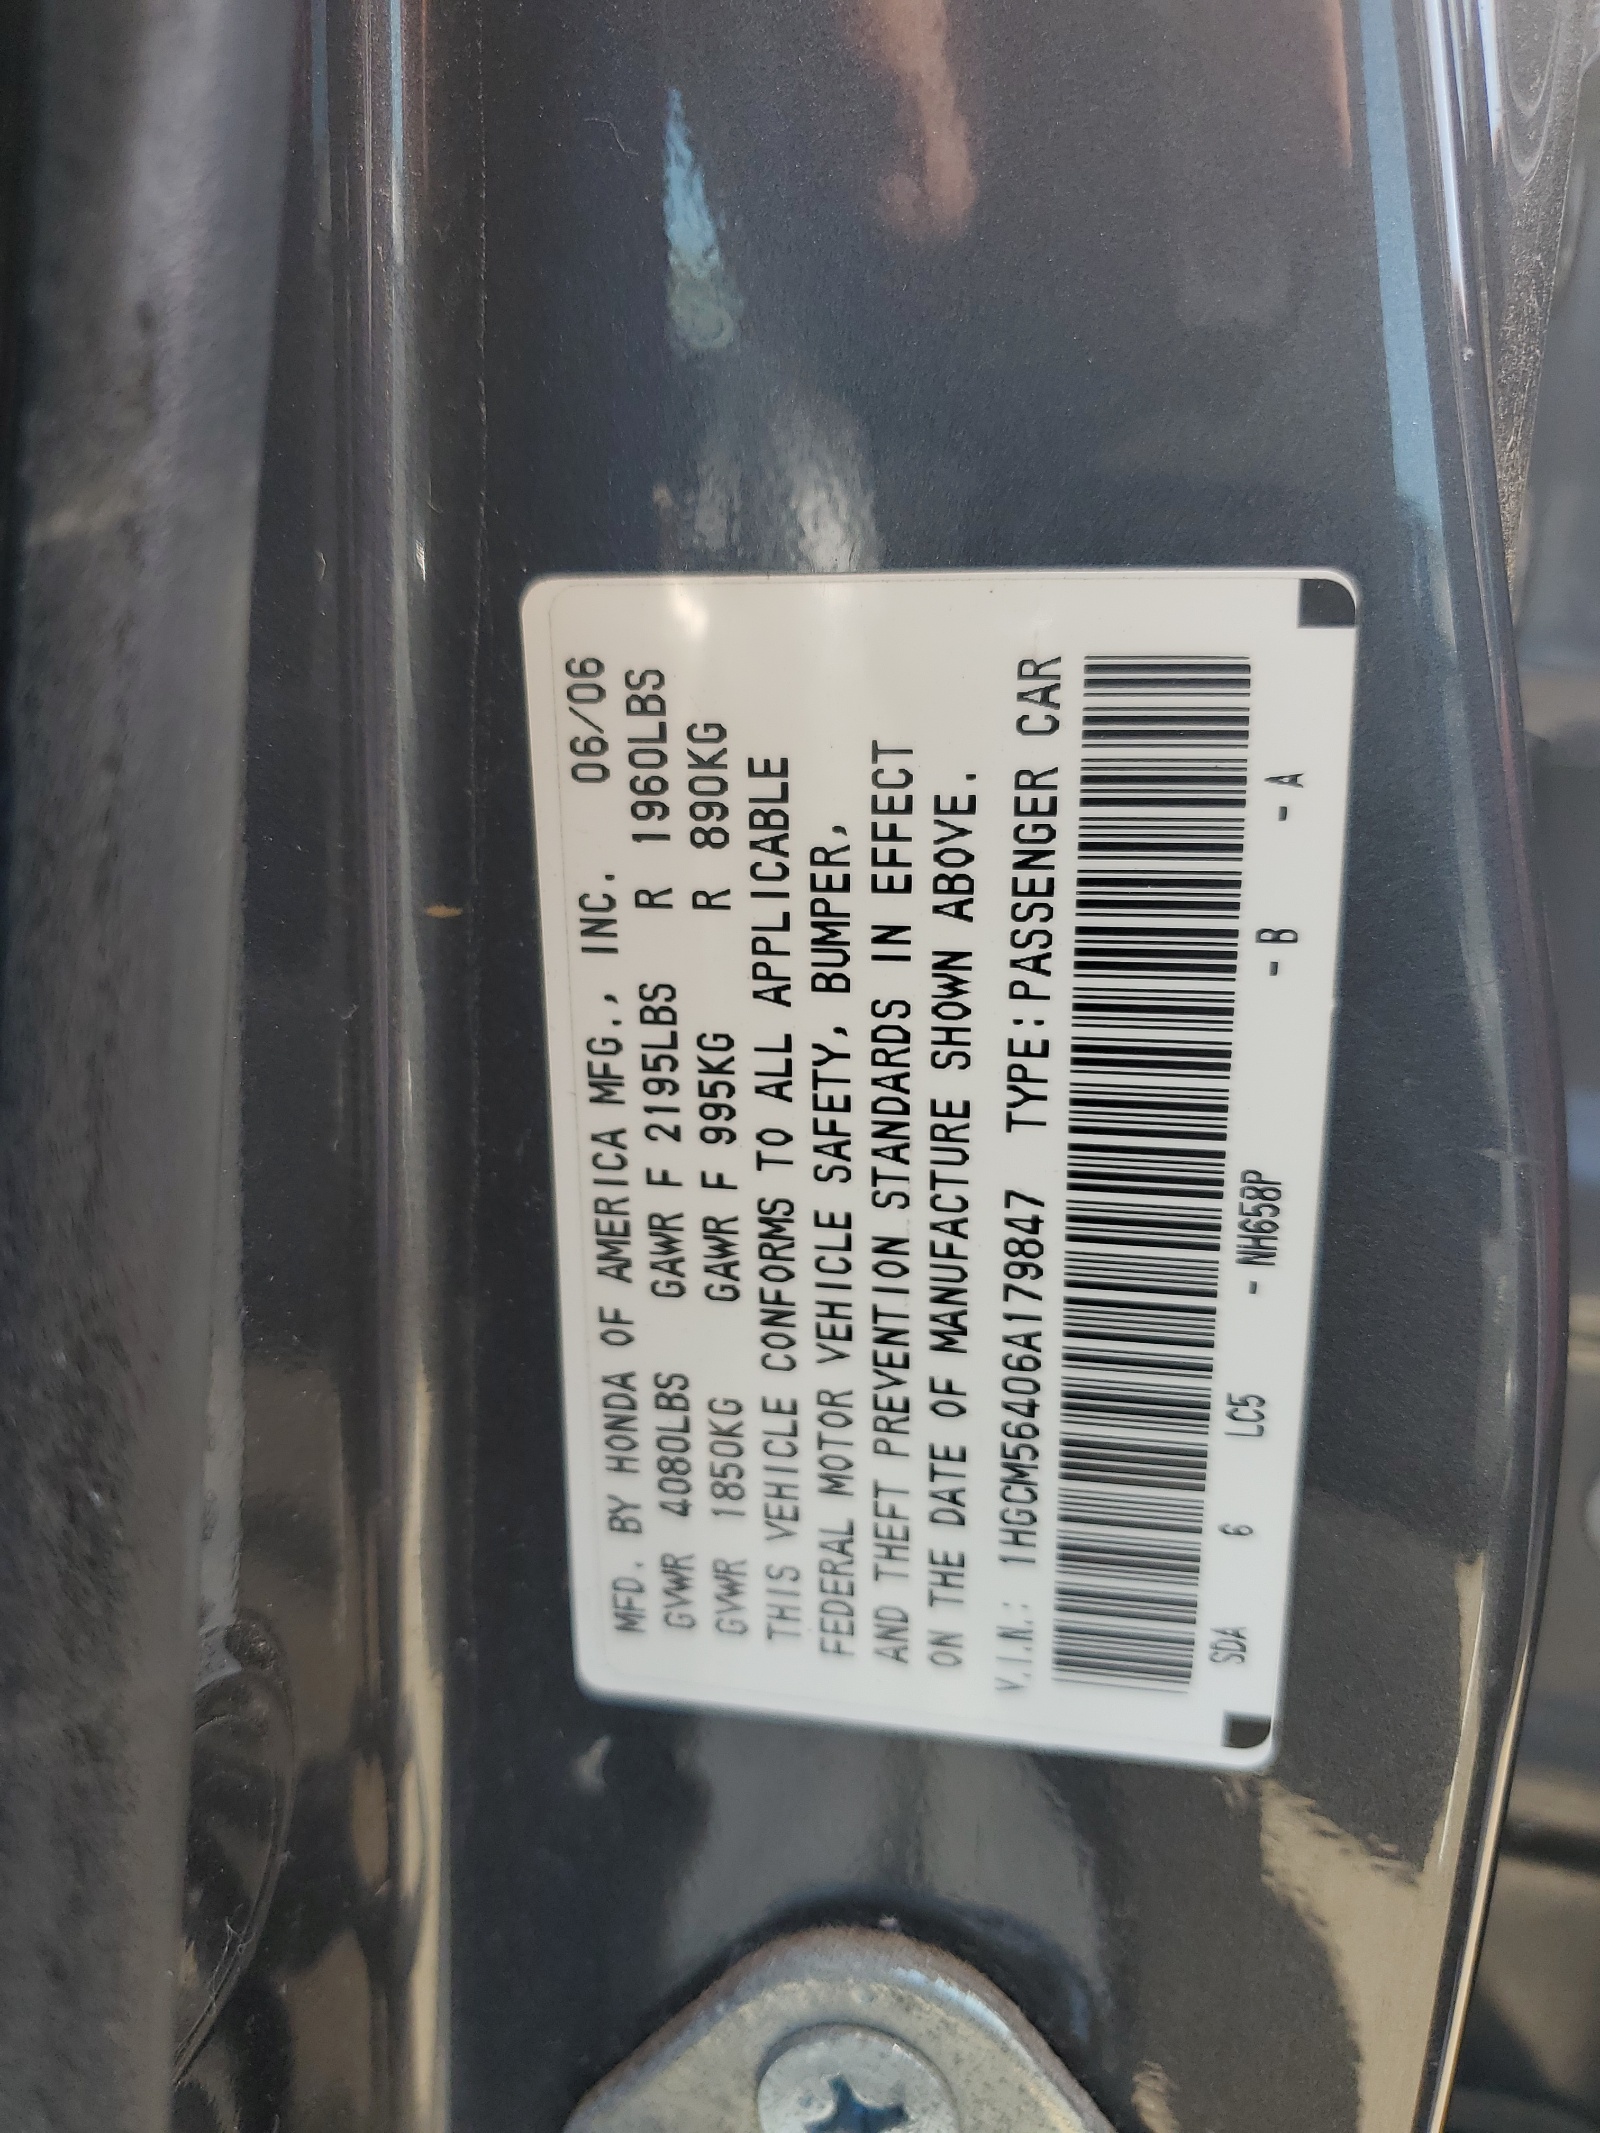 MFD. BY HONDA OF AMERICA MFG., INC. 06/06
GVWR 4080LBS GAWR F 2195LBS R 1960LBS
GVWR 1850KG GAWR F 995KG R 890KG
THIS VEHICLE CONFORMS TO ALL APPLICABLE
FEDERAL MOTOR VEHICLE SAFETY, BUMPER,
AND THEFT PREVENTION STANDARDS IN EFFECT
ON THE DATE OF MANUFACTURE SHOWN ABOVE.
V.I.N.: 1HGCM56406A179847 TYPE:PASSENGER CAR
SDA 6 LC5 - NH658P - B - A